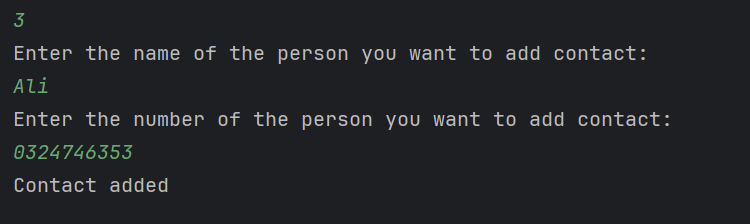 3
Enter the name of the person you want to add contact:
Ali
Enter the number of the person you want to add contact:
0324746353
Contact added